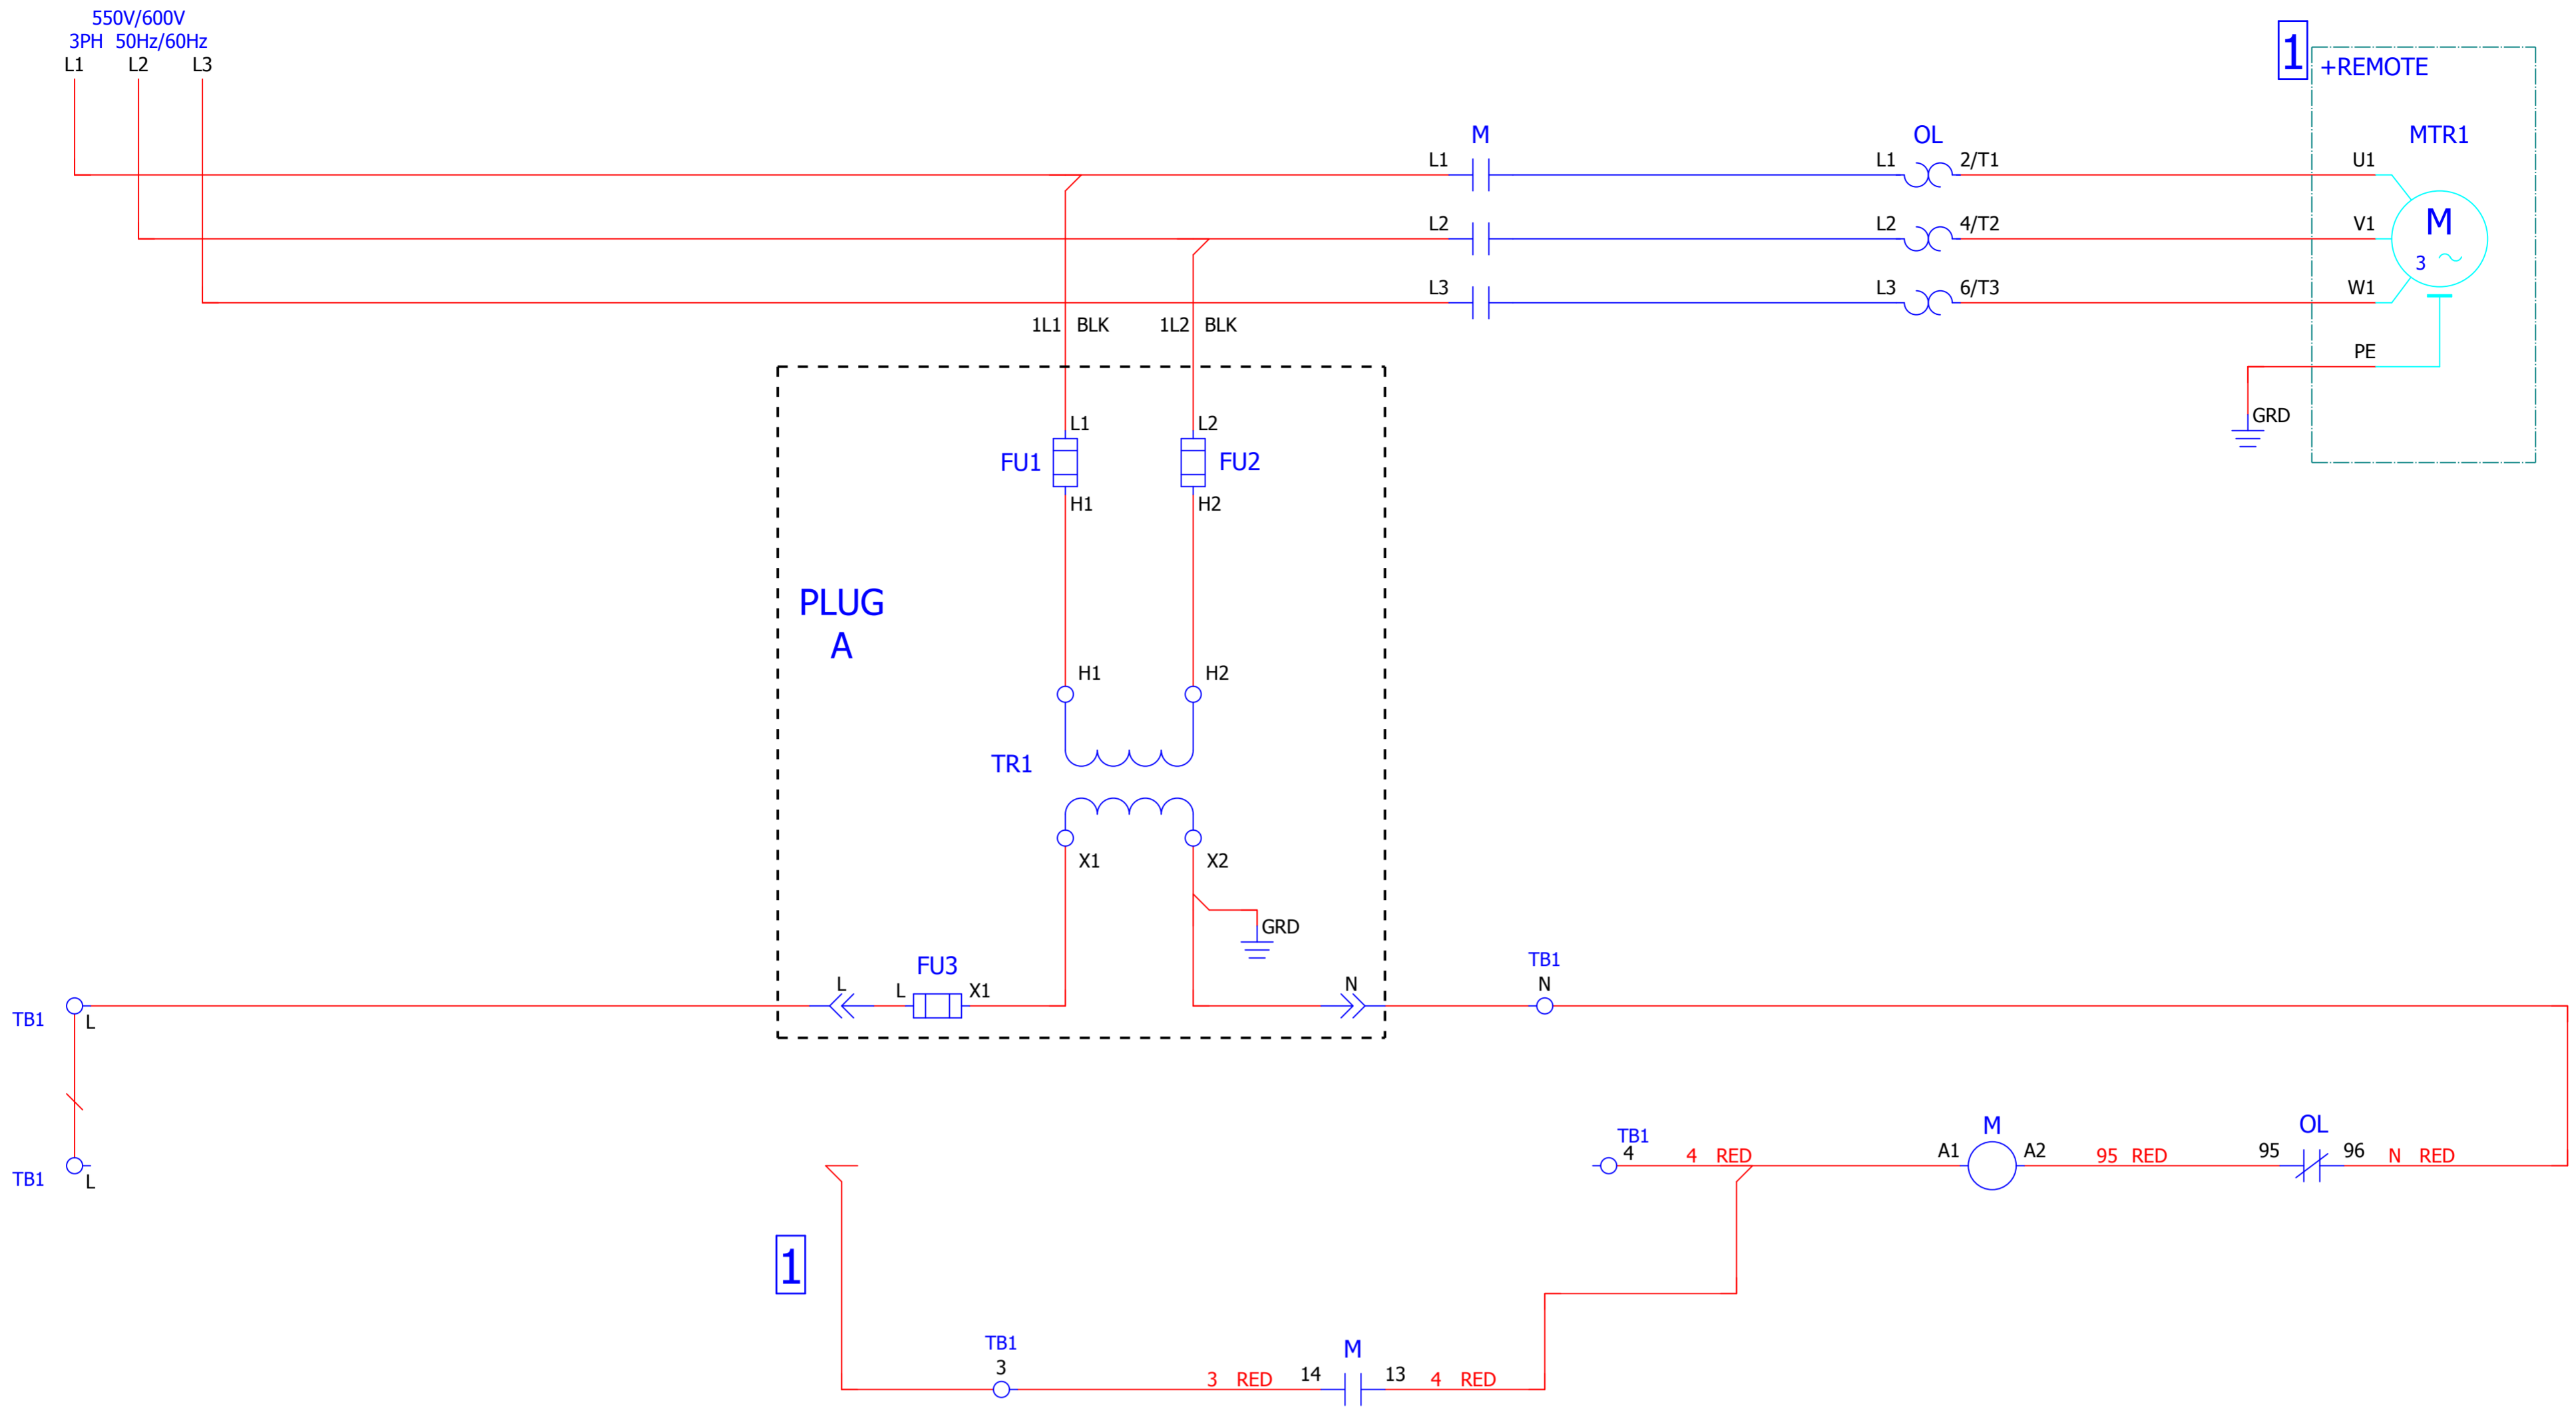 550V/600V
3PH 50Hz/60Hz
L1 L2 L3
1
+REMOTE
MTR1
M OL
L1 L1 2/T1 U1
M
3
L2 L2 4/T2 V1
L3 L3 6/T3 W1
1L1 BLK 1L2 BLK
PE
GRD
L1 L2
FU1 FU2
H1 H2
PLUG
A
H1 H2
TR1
X1 X2
GRD
FU3
L L X1 N
TB1
N
TB1 L
TB1
4 4 RED
M
A1 A2
95 RED
OL
95 96
N RED
TB1 L
1
TB1
3
3 RED
M
14 13
4 RED